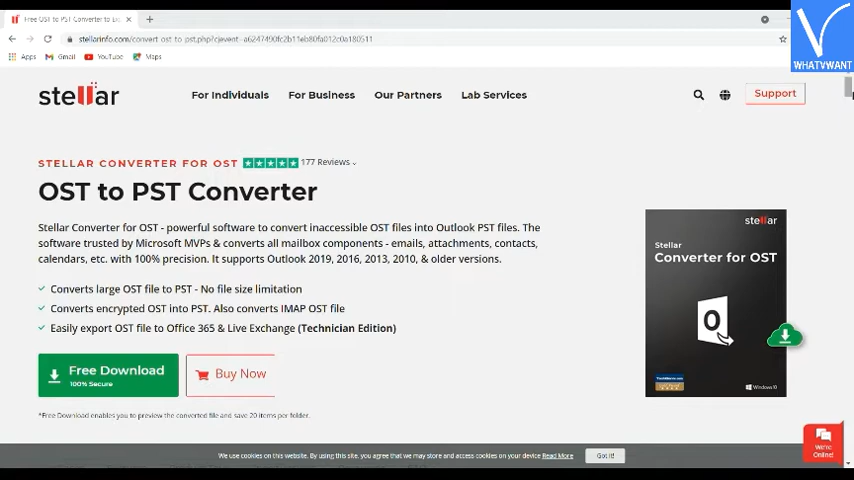 Free OST to PST Converter to Ex
stellarinfo.com/convert-ost-to-pst.php?cjevent=a6247490fc2b11eb80fa012c0a180511
Apps
Gmail
YouTube
Maps
WHATVWANT
stellar
For Individuals
For Business
Our Partners
Lab Services
Support
STELLAR CONVERTER FOR OST
177 Reviews
OST to PST Converter
Stellar Converter for OST - powerful software to convert inaccessible OST files into Outlook PST files. The
software trusted by Microsoft MVPs & converts all mailbox components - emails, attachments, contacts,
calendars, etc. with 100% precision. It supports Outlook 2019, 2016, 2013, 2010, & older versions.
Converts large OST file to PST - No file size limitation
Converts encrypted OST into PST. Also converts IMAP OST file
Easily export OST file to Office 365 & Live Exchange (Technician Edition)
Free Download
100% Secure
Buy Now
*Free Download enables you to preview the converted file and save 20 items per folder.
stellar
Stellar
Converter for OST
O
Windows10
We use cookies on this website. By using this site, you agree that we may store and access cookies on your device Read More
Got it!
We're
Online!